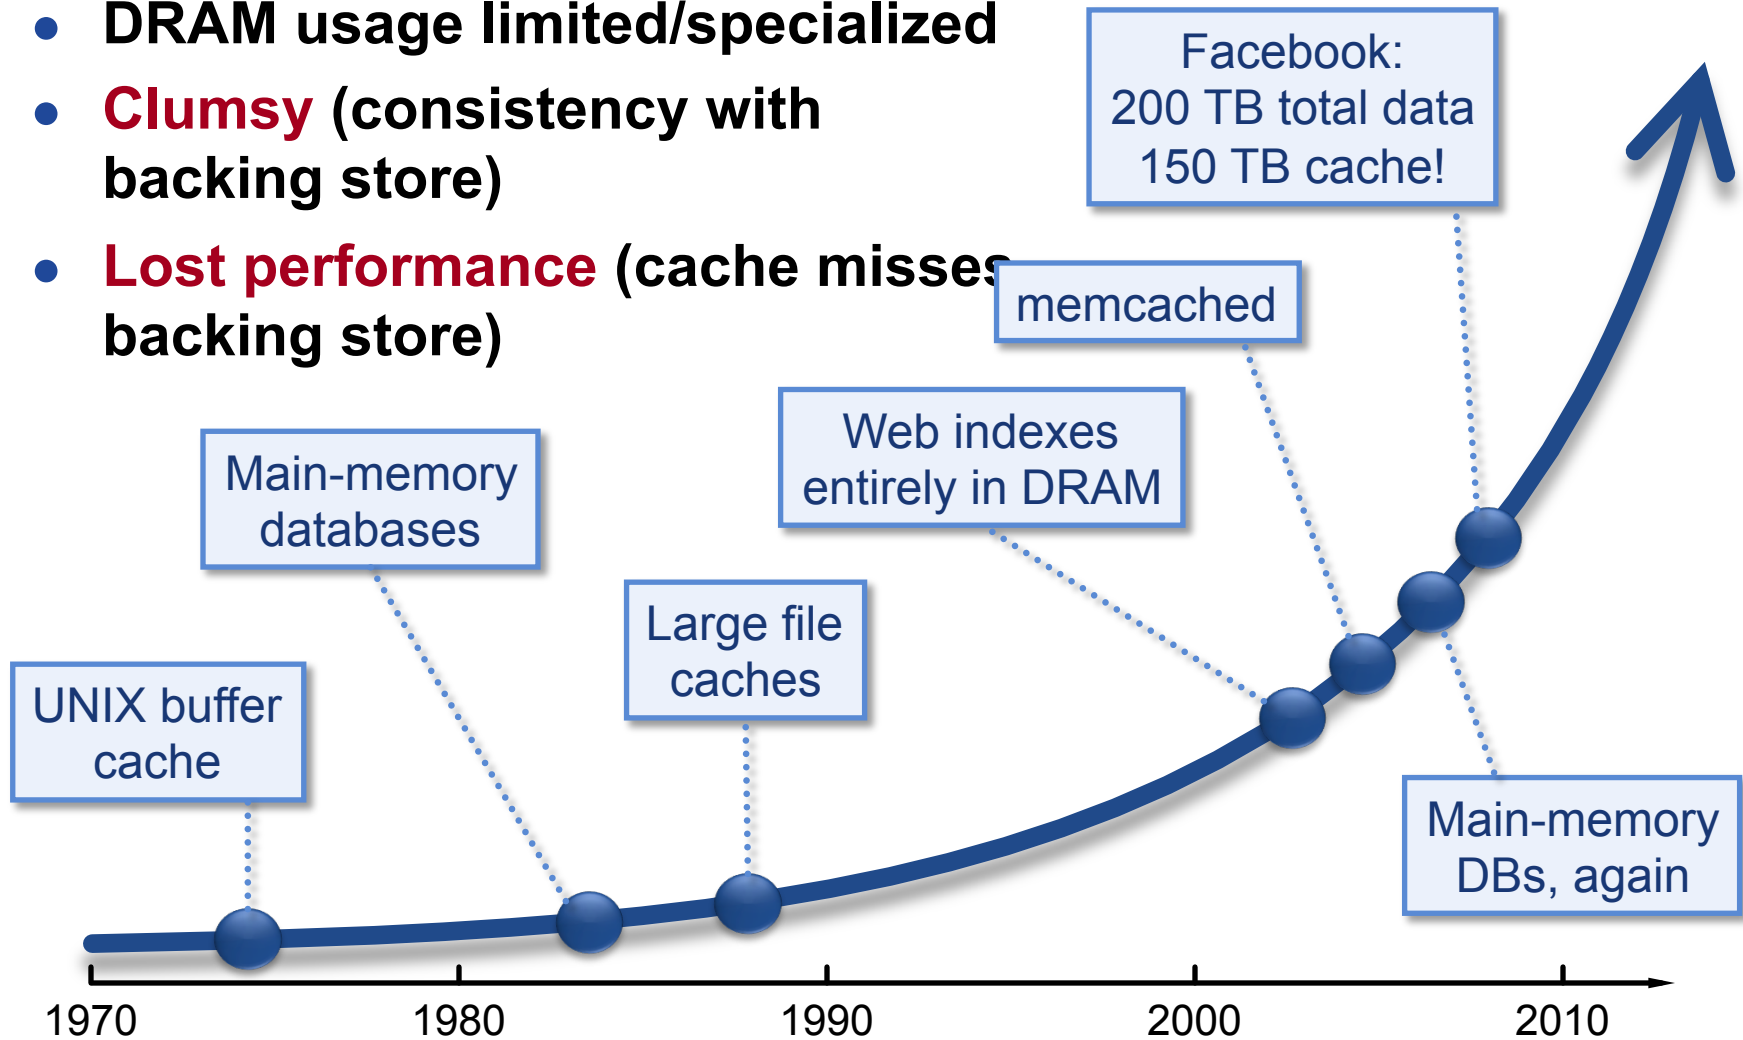 DRAM usage limited/specialized
Clumsy (consistency with
backing store)
Lost performance (cache misses
backing store)
Facebook:
200 TB total data
150 TB cache!
memcached
Web indexes
entirely in DRAM
Main-memory
databases
Large file
caches
UNIX buffer
cache
Main-memory
DBs, again
1970
1980
1990
2000
2010